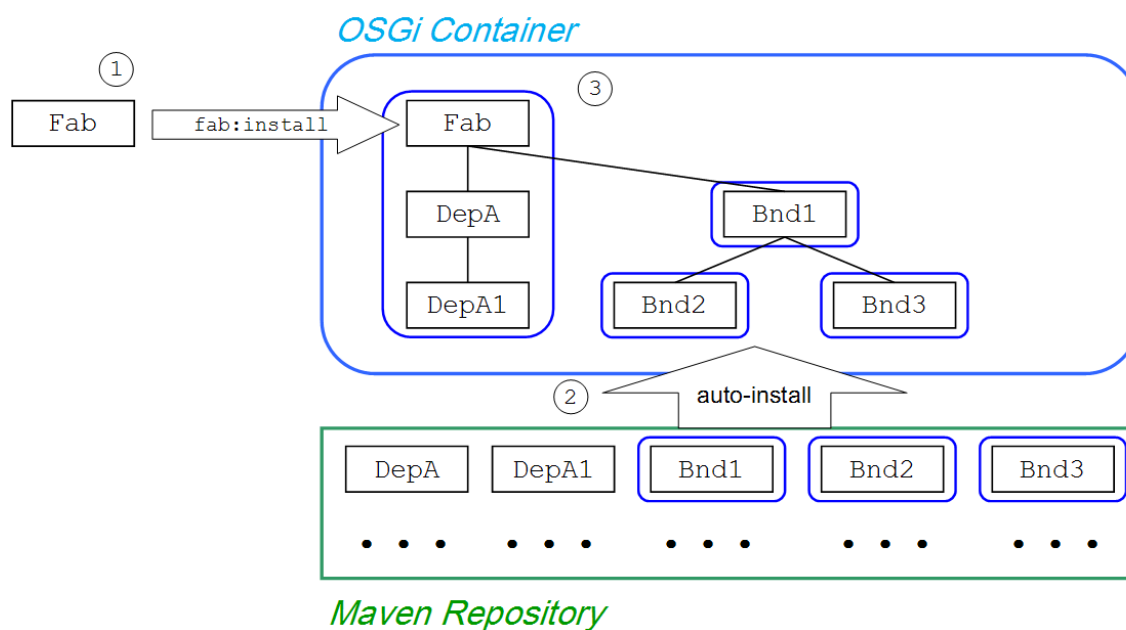 OSGi Container
1
3
Fab
fab:install
Fab
DepA
Bnd1
DepA1
Bnd2
Bnd3
2
auto-install
DepA
DepA1
Bnd1
Bnd2
Bnd3
Maven Repository